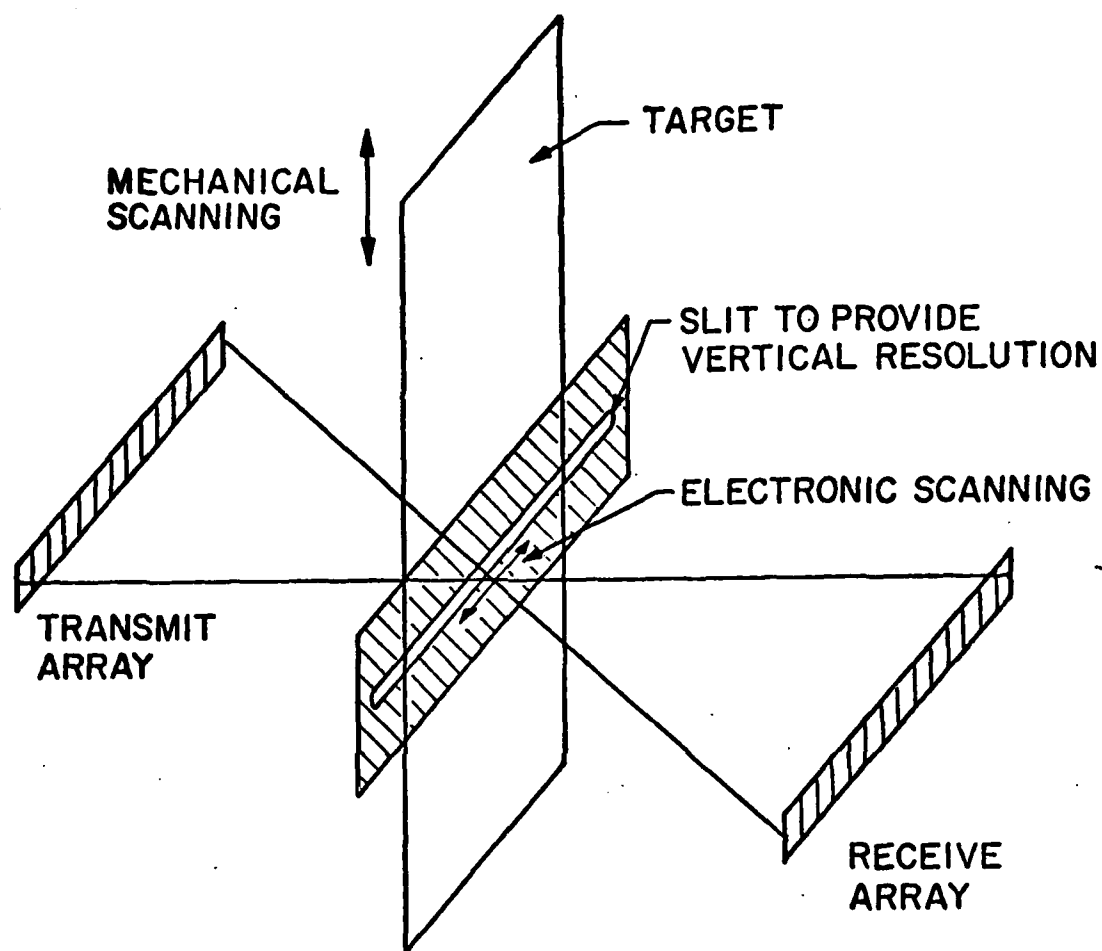 TARGET
MECHANICAL
SCANNING
SLIT TO PROVIDE
VERTICAL RESOLUTION
ELECTRONIC SCANNING
TRANSMIT
ARRAY
RECEIVE
ARRAY